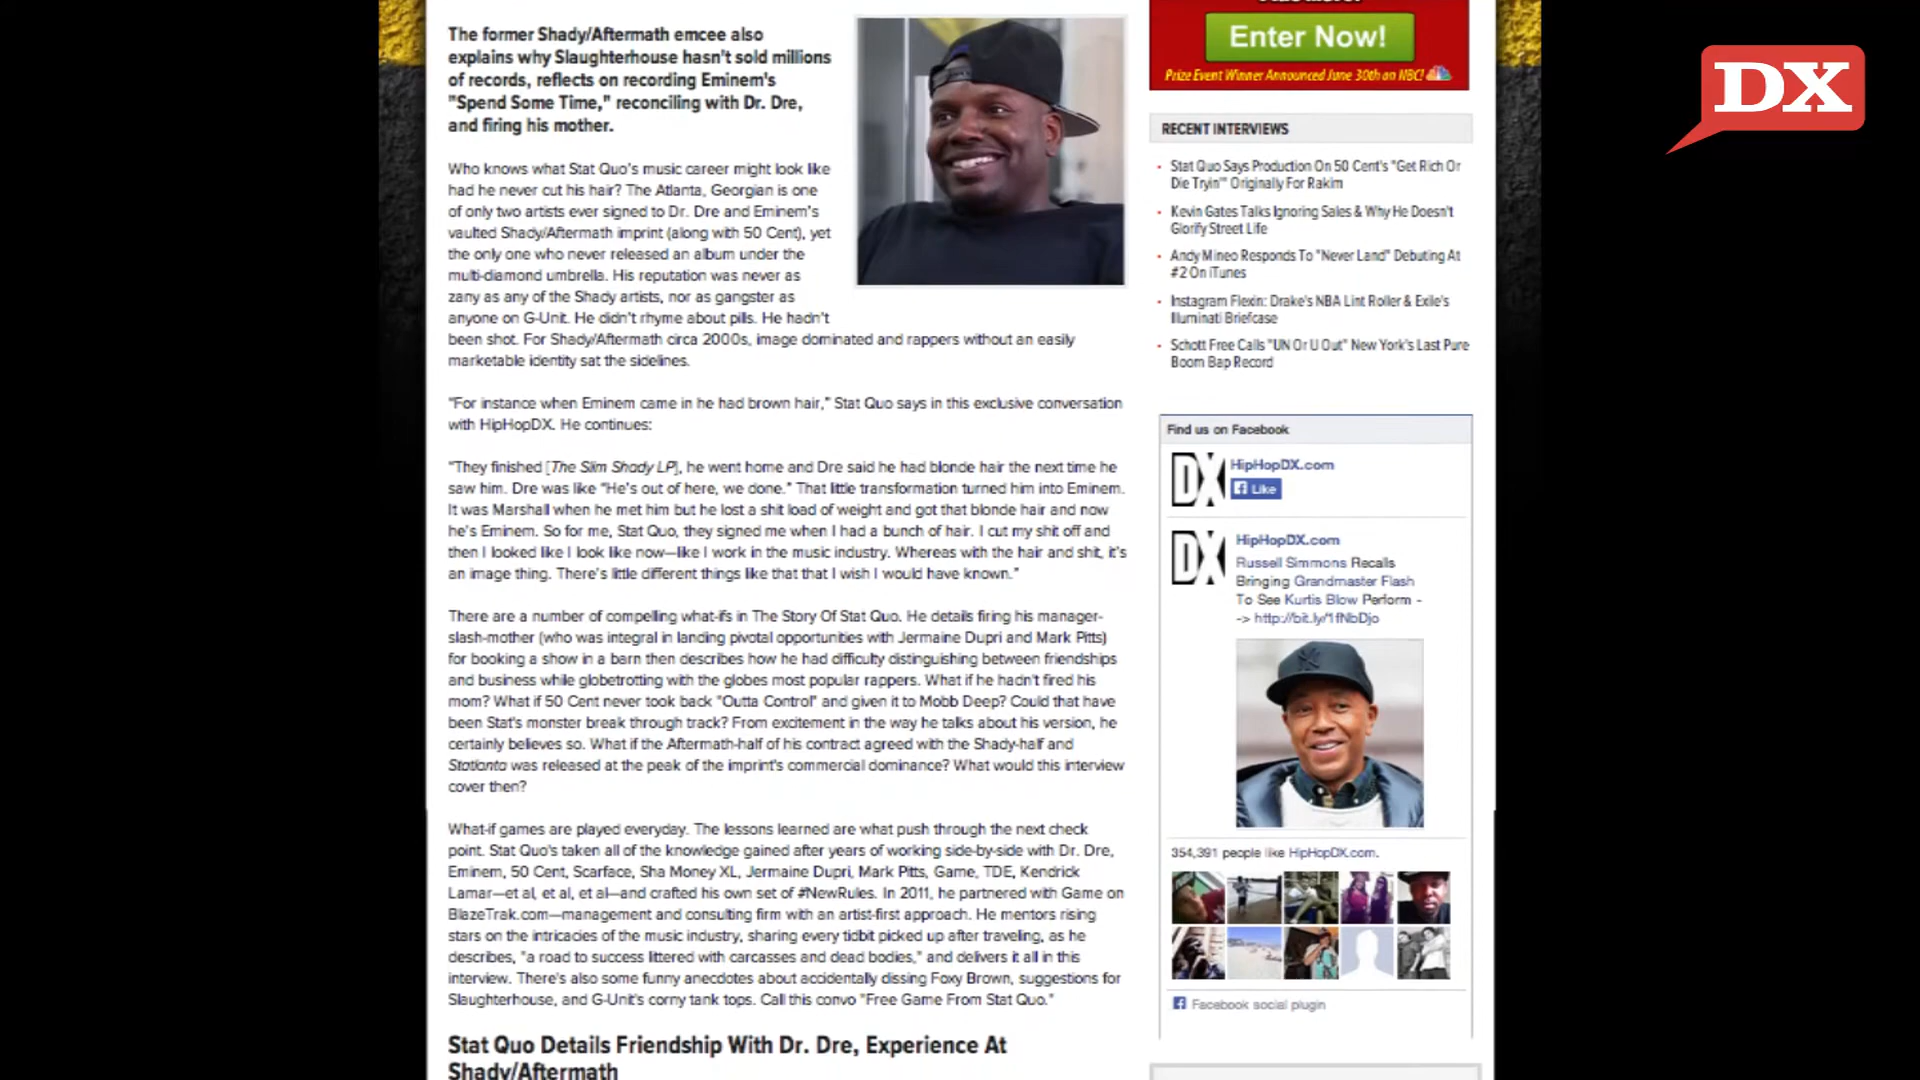 The former Shady/Aftermath emcee also
explains why Slaughterhouse hasn't sold millions
of records, reflects on recording Eminem's
"Spend Some Time," reconciling with Dr. Dre,
and firing his mother.
Who knows what Stat Quo's music career might look like
had he never cut his hair? The Atlanta, Georgian is one
of only two artists ever signed to Dr. Dre and Eminem's
vaulted Shady/Aftermath imprint (along with 50 Cent), yet
the only one who never released an album under the
multi-diamond umbrella. His reputation was never as
zany as any of the Shady artists, nor as gangster as
anyone on G-Unit. He didn't rhyme about pills. He hadn't
been shot. For Shady/Aftermath circa 2000s, image dominated and rappers without an easily
marketable identity sat the sidelines.
"For instance when Eminem came in he had brown hair," Stat Quo says in this exclusive conversation
with HipHopDX. He continues:
"They finished [The Slim Shady LP], he went home and Dre said he had blonde hair the next time he
saw him. Dre was like "He's out of here, we done." That little transformation turned him into Eminem.
It was Marshall when he met him but he lost a shit load of weight and got that blonde hair and now
he's Eminem. So for me, Stat Quo, they signed me when I had a bunch of hair. I cut my shit off and
then I looked like I look like now—like I work in the music industry. Whereas with the hair and shit, it's
an image thing. There's little different things like that that I wish I would have known."
There are a number of compelling what-ifs in The Story Of Stat Quo. He details firing his manager-
slash-mother (who was integral in landing pivotal opportunities with Jermaine Dupri and Mark Pitts)
for booking a show in a barn then describes how he had difficulty distinguishing between friendships
and business while globetrotting with the globes most popular rappers. What if he hadn't fired his
mom? What if 50 Cent never took back "Outta Control" and given it to Mobb Deep? Could that have
been Stat's monster break through track? From excitement in the way he talks about his version, he
certainly believes so. What if the Aftermath-half of his contract agreed with the Shady-half and
Statlanta was released at the peak of the imprint's commercial dominance? What would this interview
cover then?
What-if games are played everyday. The lessons learned are what push through the next check
point. Stat Quo's taken all of the knowledge gained after years of working side-by-side with Dr. Dre,
Eminem, 50 Cent, Scarface, Sha Money XL, Jermaine Dupri, Mark Pitts, Game, TDE, Kendrick
Lamar—et al, et al, et al—and crafted his own set of #NewRules. In 2011, he partnered with Game on
BlazeTrak.com—management and consulting firm with an artist-first approach. He mentors rising
stars on the intricacies of the music industry, sharing every tidbit picked up after traveling, as he
describes, "a road to success littered with carcasses and dead bodies," and delivers it all in this
interview. There's also some funny anecdotes about accidentally dissing Foxy Brown, suggestions for
Slaughterhouse, and G-Unit's corny tank tops. Call this convo "Free Game From Stat Quo."
Stat Quo Details Friendship With Dr. Dre, Experience At
Shady/Aftermath
Enter Now!
Prize Event Winner Announced June 30th on NBC!
RECENT INTERVIEWS
Stat Quo Says Production On 50 Cent's "Get Rich Or
Die Tryin'" Originally For Rakim
Kevin Gates Talks Ignoring Sales & Why He Doesn't
Glorify Street Life
Andy Mineo Responds To "Never Land" Debuting At
#2 On iTunes
Instagram Flexin: Drake's NBA Lint Roller & Exile's
Illuminati Briefcase
Schott Free Calls "UN Or U Out" New York's Last Pure
Boom Bap Record
Find us on Facebook
DX
HipHopDX.com
Like
DX
HipHopDX.com
Russell Simmons Recalls
Bringing Grandmaster Flash
To See Kurtis Blow Perform -
-> http://bit.ly/1fNbDjo
354,391 people like HipHopDX.com.
Facebook social plugin
DX